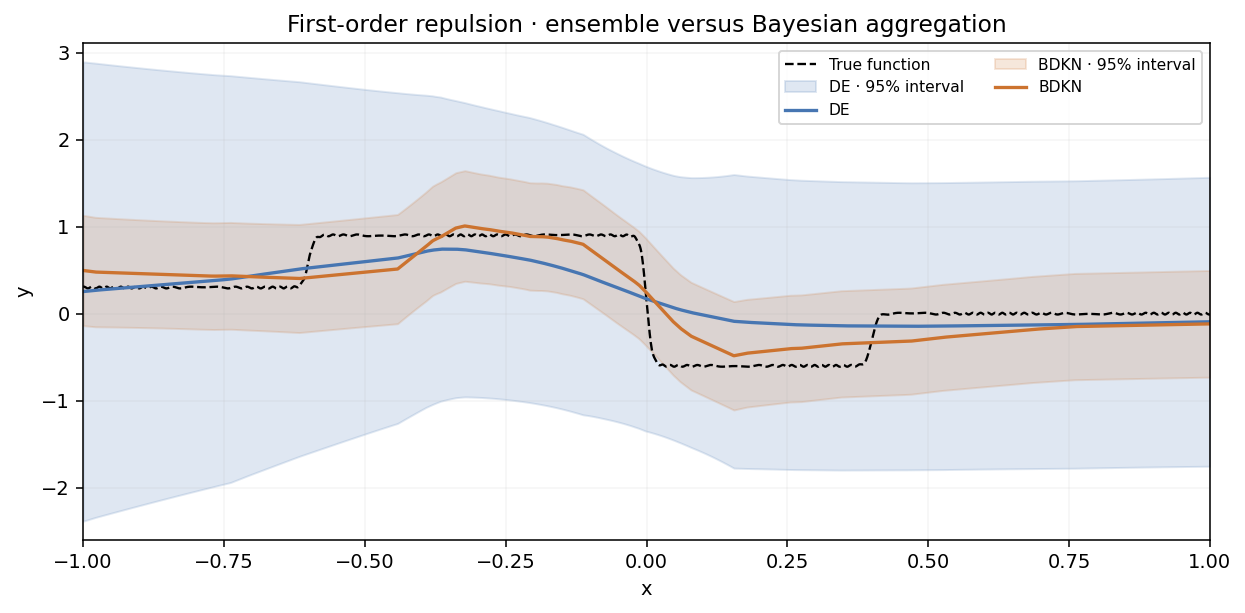 First-order repulsion · ensemble versus Bayesian aggregation
True function
DE · 95% interval
DE
BDKN · 95% interval
BDKN
y
3
2
1
0
−1
−2
−1.00 −0.75 −0.50 −0.25 0.00 0.25 0.50 0.75 1.00
x